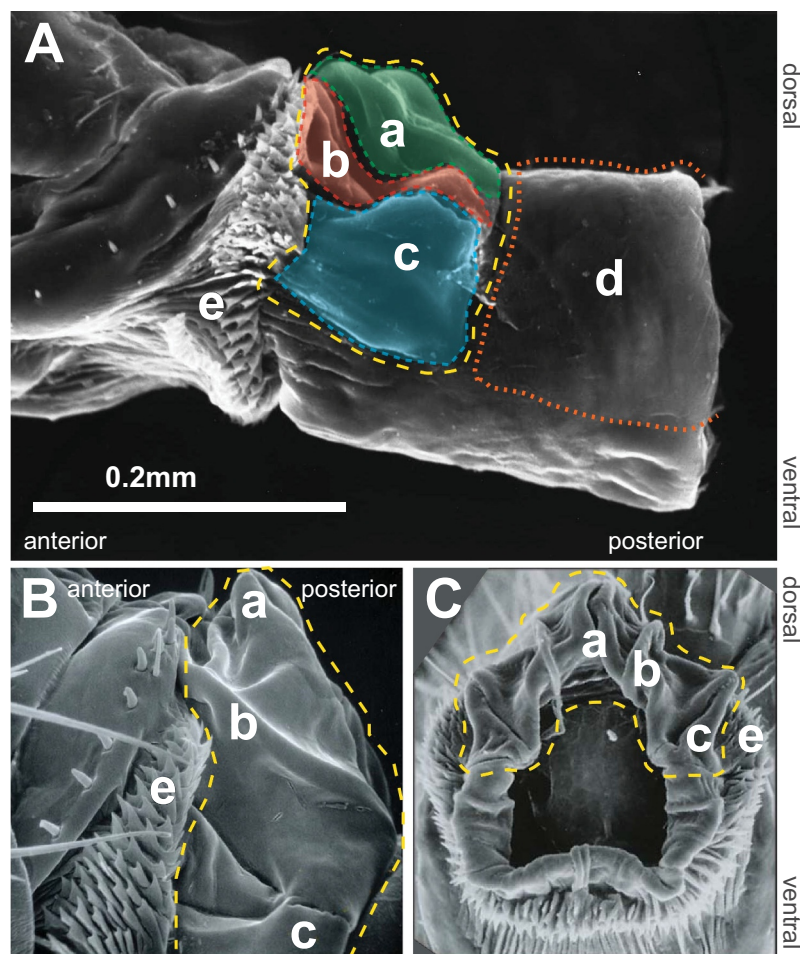 A
dorsal
a
b
c
d
e
0.2mm
ventral
anterior
posterior
B
anterior
posterior
a
b
e
c
C
dorsal
a
b
c
e
ventral